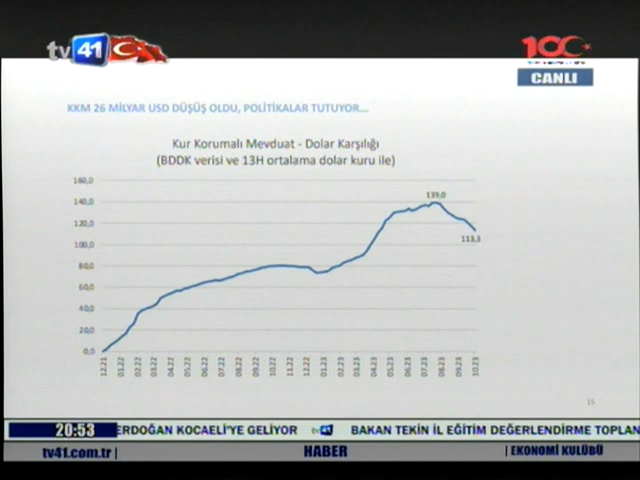 tv41
100
CANLI
KKM 26 MİLYAR USD DÜŞÜŞ OLDU, POLİTİKALAR TUTUYOR...
Kur Korumalı Mevduat - Dolar Karşılığı
(BDDK verisi ve 13H ortalama dolar kuru ile)
160,0
140,0
120,0
100,0
80,0
60,0
40,0
20,0
0,0
139,0
113,3
12.21 01.22 02.22 03.22 04.22 05.22 06.22 07.22 08.22 09.22 10.22 11.22 12.22 01.23 02.23 03.23 04.23 05.23 06.23 07.23 08.23 09.23 10.23
15
20:53 ERDOĞAN KOCAELİ'YE GELİYOR tv41 BAKAN TEKİN İL EĞİTİM DEĞERLENDİRME TOPLAN
tv41.com.tr HABER EKONOMİ KULÜBÜ